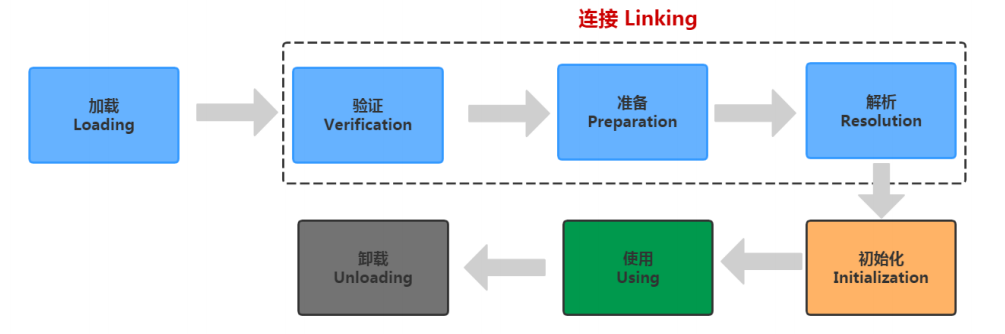 连接 Linking
加载
Loading
验证
Verification
准备
Preparation
解析
Resolution
卸载
Unloading
使用
Using
初始化
Initialization